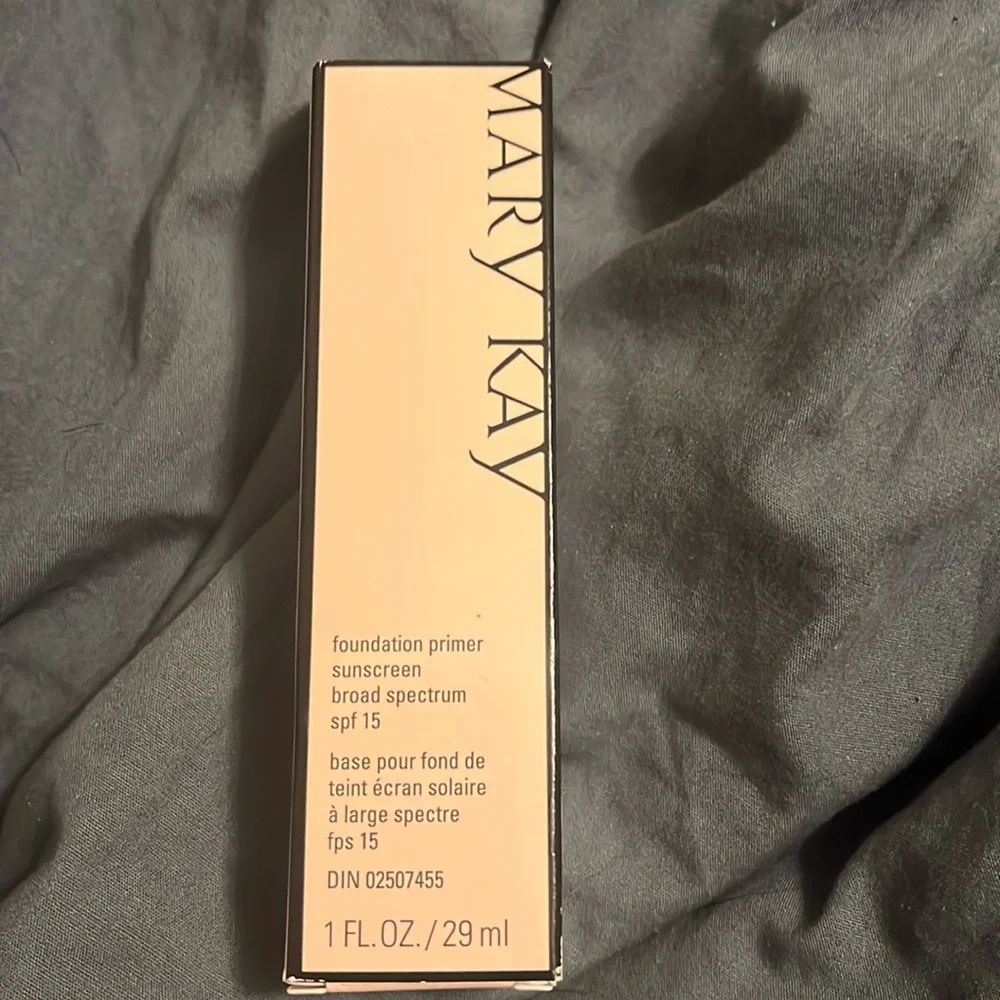 MARY KAY
foundation primer
sunscreen
broad spectrum
spf 15
base pour fond de
teint écran solaire
à large spectre
fps 15
DIN 02507455
1 FL.OZ./29 ml